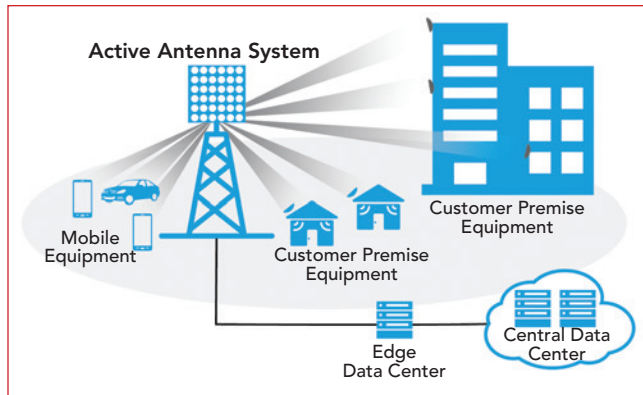 Active Antenna System
Customer Premise
Equipment
Mobile
Equipment
Customer Premise
Equipment
Edge
Data Center
Central Data
Center